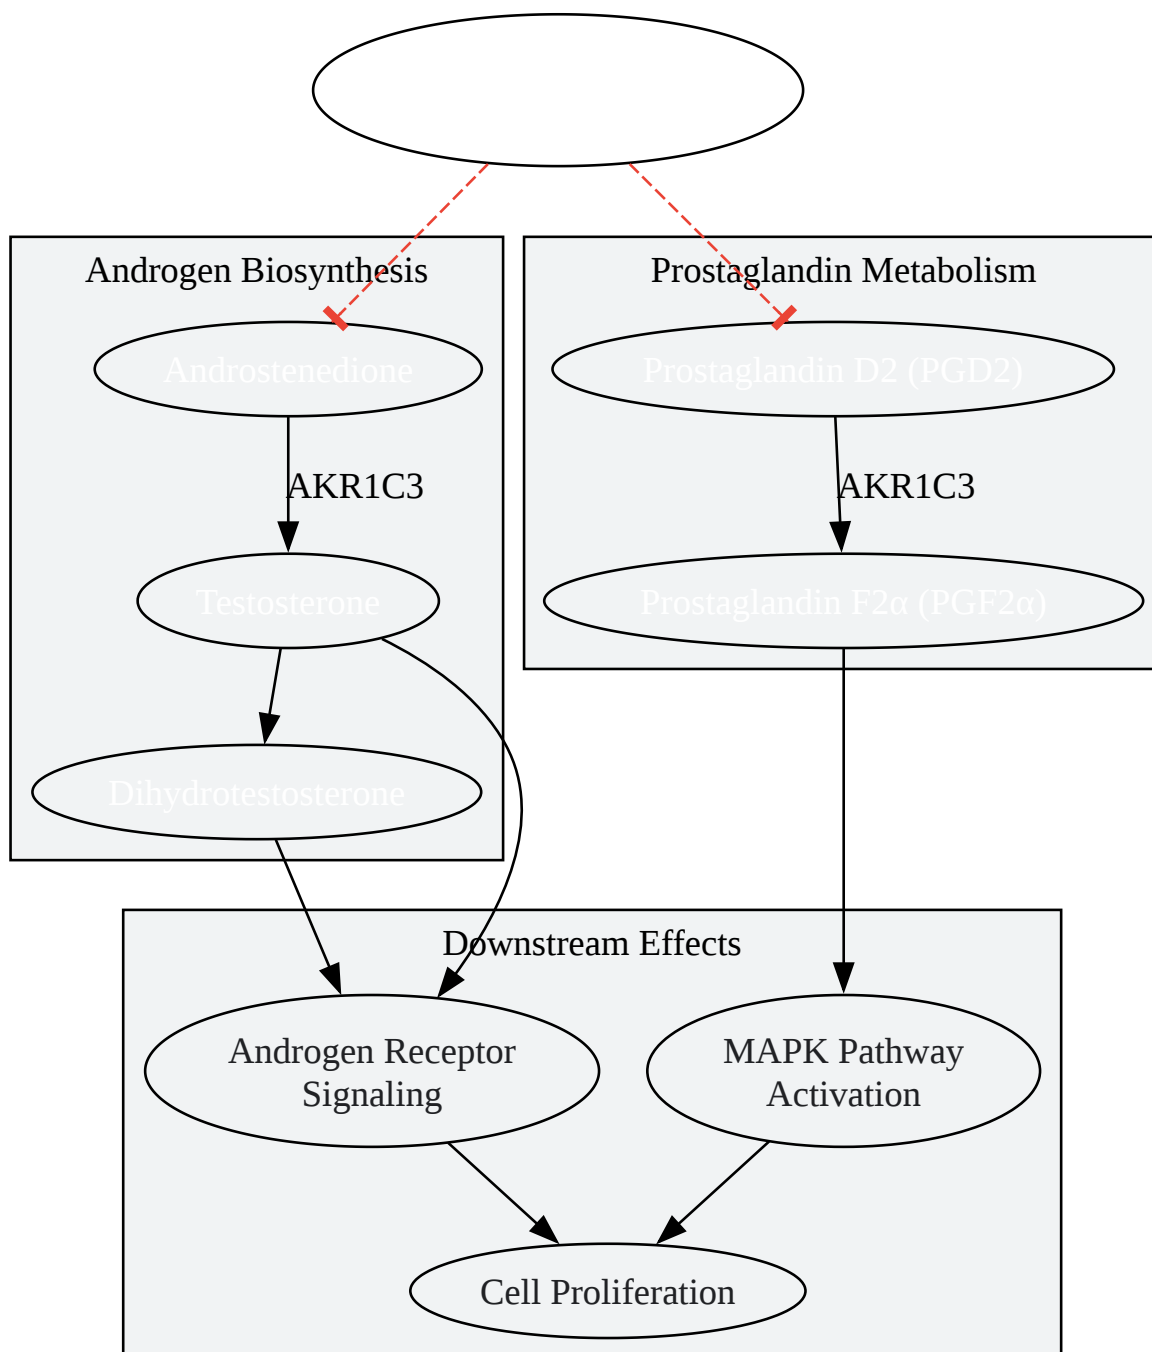 Androgen Biosynthesis
Prostaglandin Metabolism
Androstenedione
Prostaglandin D2 (PGD2)
AKR1C3
AKR1C3
Testosterone
Prostaglandin F2α (PGF2α)
Dihydrotestosterone
Downstream Effects
Androgen Receptor
Signaling
MAPK Pathway
Activation
Cell Proliferation